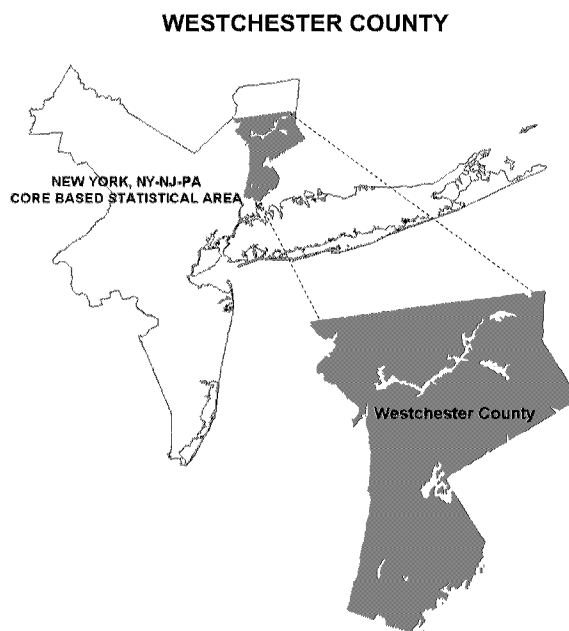 WESTCHESTER COUNTY
NEW YORK, NY-NJ-PA
CORE BASED STATISTICAL AREA
Westchester County